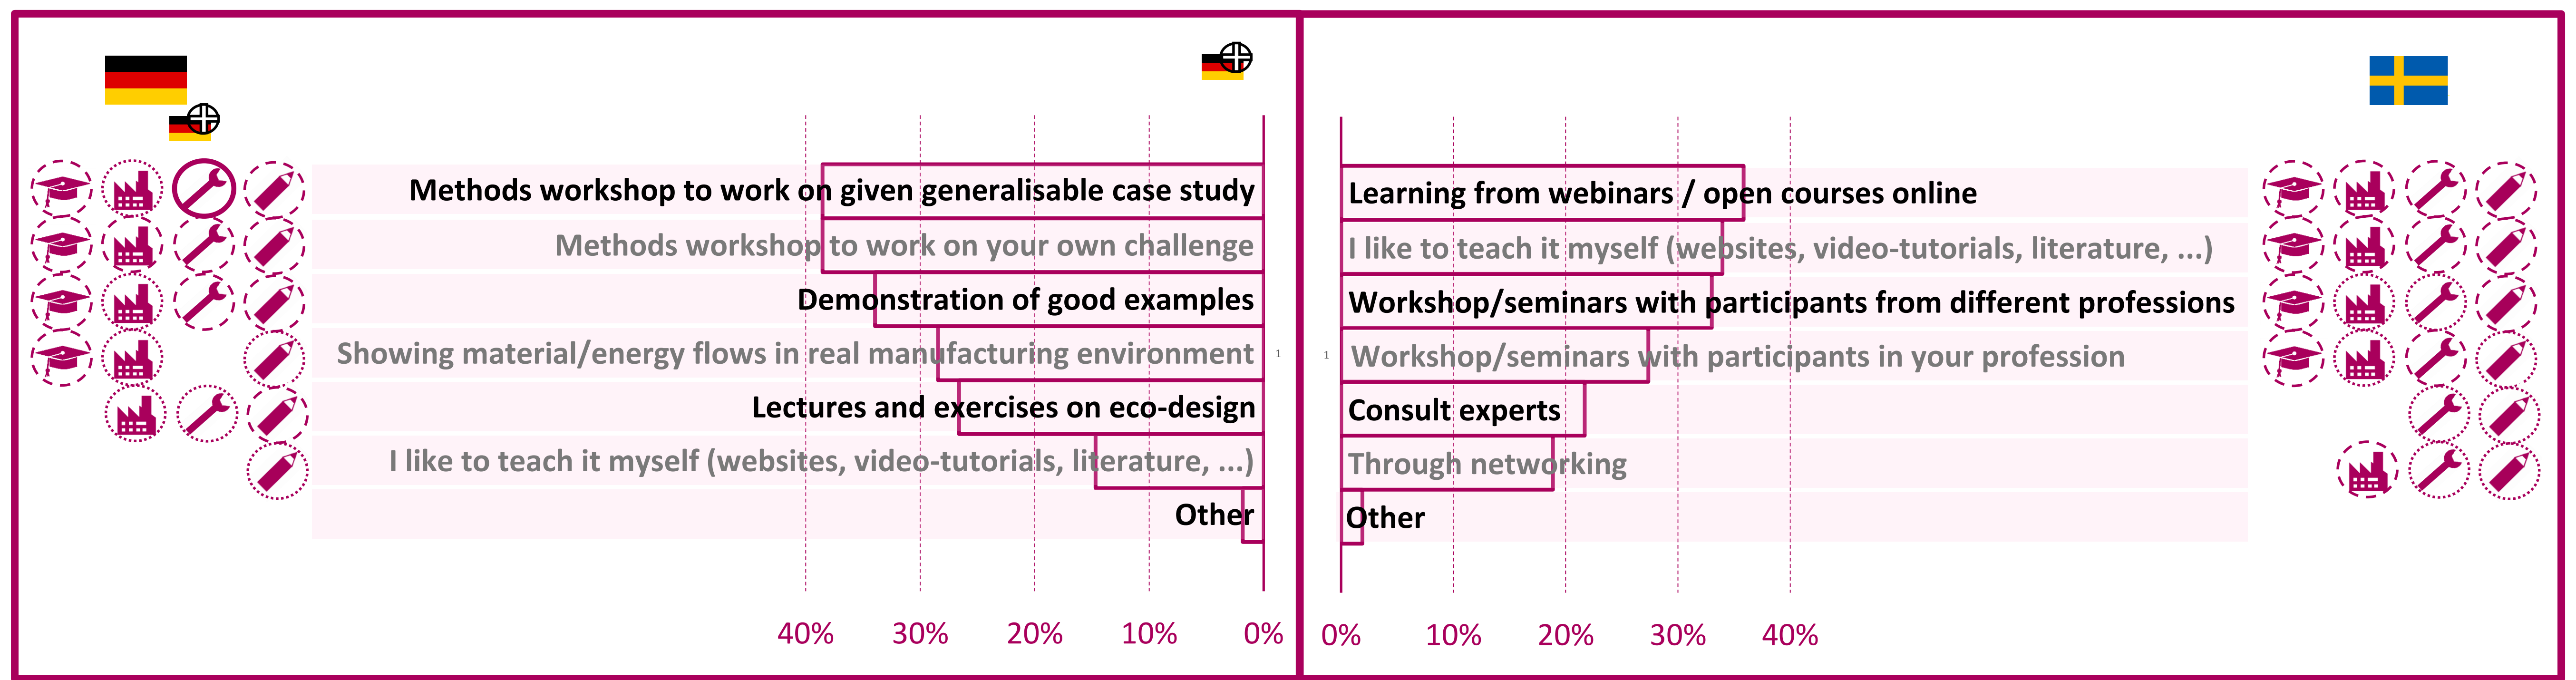 Methods workshop to work on given generalisable case study
Methods workshop to work on your own challenge
Demonstration of good examples
Showing material/energy flows in real manufacturing environment
Lectures and exercises on eco-design
I like to teach it myself (websites, video-tutorials, literature, ...)
Other
40% 30% 20% 10% 0%
1
1
Learning from webinars / open courses online
I like to teach it myself (websites, video-tutorials, literature, ...)
Workshop/seminars with participants from different professions
Workshop/seminars with participants in your profession
Consult experts
Through networking
Other
0% 10% 20% 30% 40%